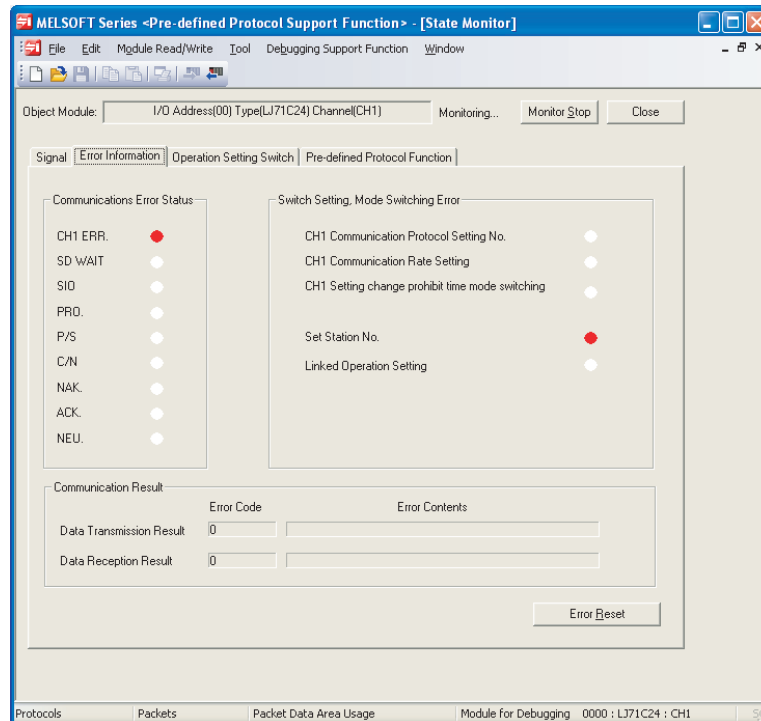 MELSOFT Series <Pre-defined Protocol Support Function> - [State Monitor]
File Edit Module Read/Write Tool Debugging Support Function Window
Object Module: I/O Address(00) Type(LJ71C24) Channel(CH1) Monitoring... Monitor Stop Close
Signal Error Information Operation Setting Switch Pre-defined Protocol Function
Communications Error Status
CH1 ERR.
SD WAIT
SIO
PRO.
P/S
C/N
NAK.
ACK.
NEU.
Switch Setting, Mode Switching Error
CH1 Communication Protocol Setting No.
CH1 Communication Rate Setting
CH1 Setting change prohibit time mode switching
Set Station No.
Linked Operation Setting
Communication Result
Error Code Error Contents
Data Transmission Result 0
Data Reception Result 0
Error Reset
Protocols Packets Packet Data Area Usage Module for Debugging 0000 : LJ71C24 : CH1